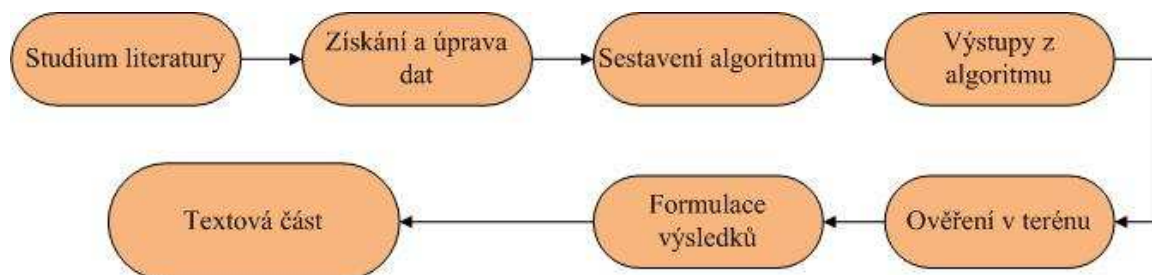 Studium literatury
Získání a úprava
dat
Sestavení algoritmu
Výstupy z
algoritmu
Ověření v terénu
Formulace
výsledků
Textová část